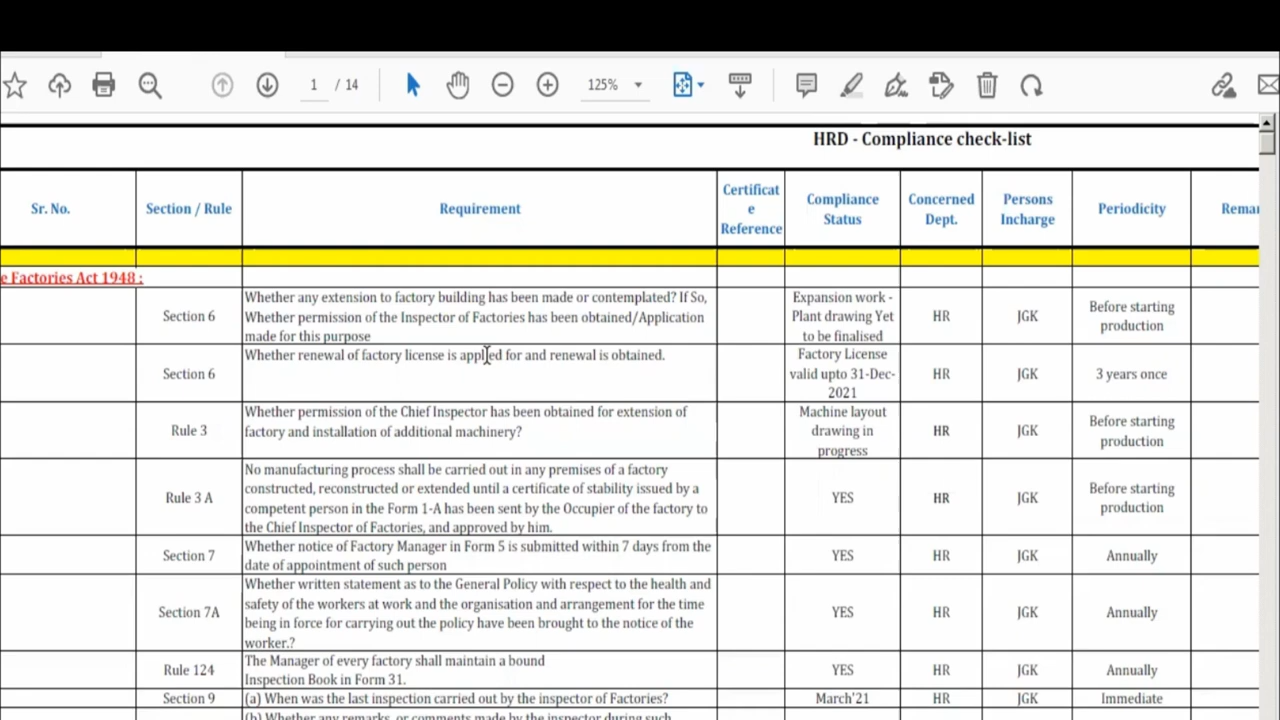 1 / 14
125%
HRD - Compliance check-list
Sr. No.
Section / Rule
Requirement
Certificat
e
Reference
Compliance
Status
Concerned
Dept.
Persons
Incharge
Periodicity
Remar
e Factories Act 1948 :
Section 6
Whether any extension to factory building has been made or contemplated? If So,
Whether permission of the Inspector of Factories has been obtained/Application
made for this purpose
Expansion work -
Plant drawing Yet
to be finalised
HR
JGK
Before starting
production
Section 6
Whether renewal of factory license is applied for and renewal is obtained.
Factory License
valid upto 31-Dec-
2021
HR
JGK
3 years once
Rule 3
Whether permission of the Chief Inspector has been obtained for extension of
factory and installation of additional machinery?
Machine layout
drawing in
progress
HR
JGK
Before starting
production
Rule 3 A
No manufacturing process shall be carried out in any premises of a factory
constructed, reconstructed or extended until a certificate of stability issued by a
competent person in the Form 1-A has been sent by the Occupier of the factory to
the Chief Inspector of Factories, and approved by him.
YES
HR
JGK
Before starting
production
Section 7
Whether notice of Factory Manager in Form 5 is submitted within 7 days from the
date of appointment of such person
YES
HR
JGK
Annually
Section 7A
Whether written statement as to the General Policy with respect to the health and
safety of the workers at work and the organisation and arrangement for the time
being in force for carrying out the policy have been brought to the notice of the
worker.?
YES
HR
JGK
Annually
Rule 124
The Manager of every factory shall maintain a bound
Inspection Book in Form 31.
YES
HR
JGK
Annually
Section 9
(a) When was the last inspection carried out by the inspector of Factories?
March'21
HR
JGK
Immediate
(b) Whether any remarks, or comments made by the inspector during such